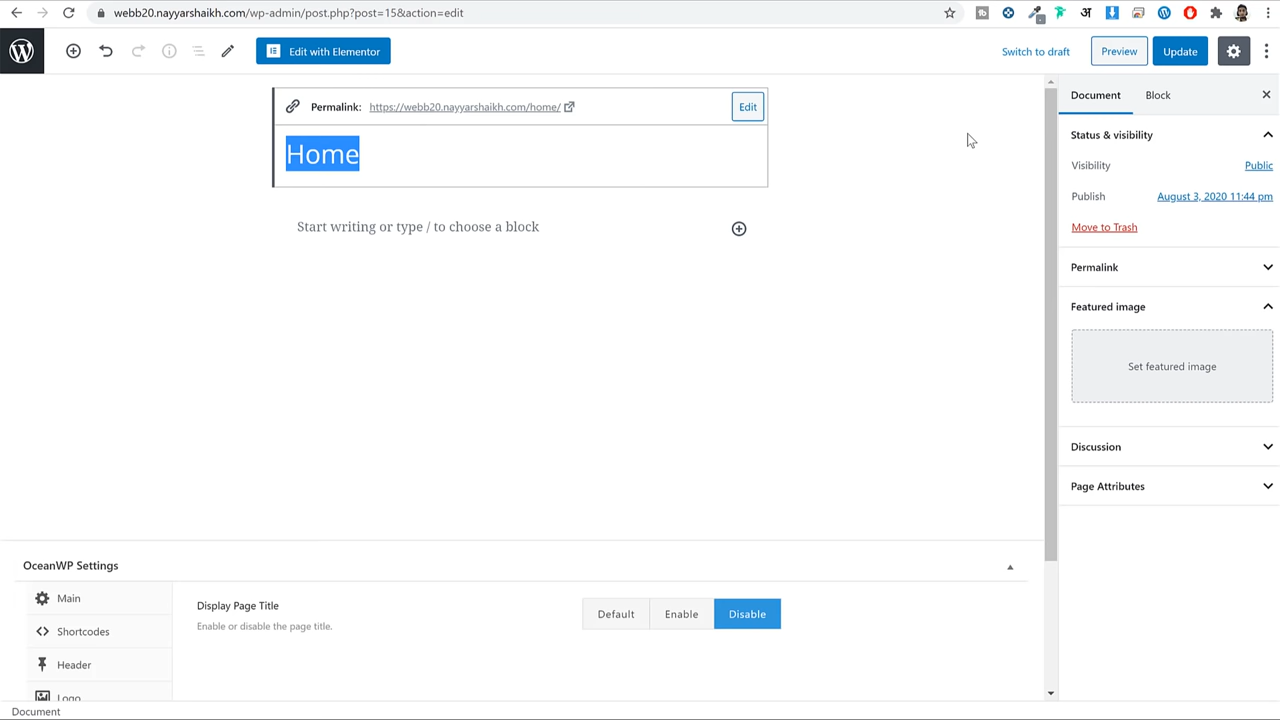 webb20.nayyarshaikh.com/wp-admin/post.php?post=15&action=edit
Edit with Elementor
Switch to draft
Preview
Update
Permalink: https://webb20.nayyarshaikh.com/home/
Edit
Home
Start writing or type / to choose a block
Document
Block
Status & visibility
Visibility
Public
Publish
August 3, 2020 11:44 pm
Move to Trash
Permalink
Featured image
Set featured image
Discussion
Page Attributes
OceanWP Settings
Main
Shortcodes
Header
Logo
Display Page Title
Enable or disable the page title.
Default
Enable
Disable
Document